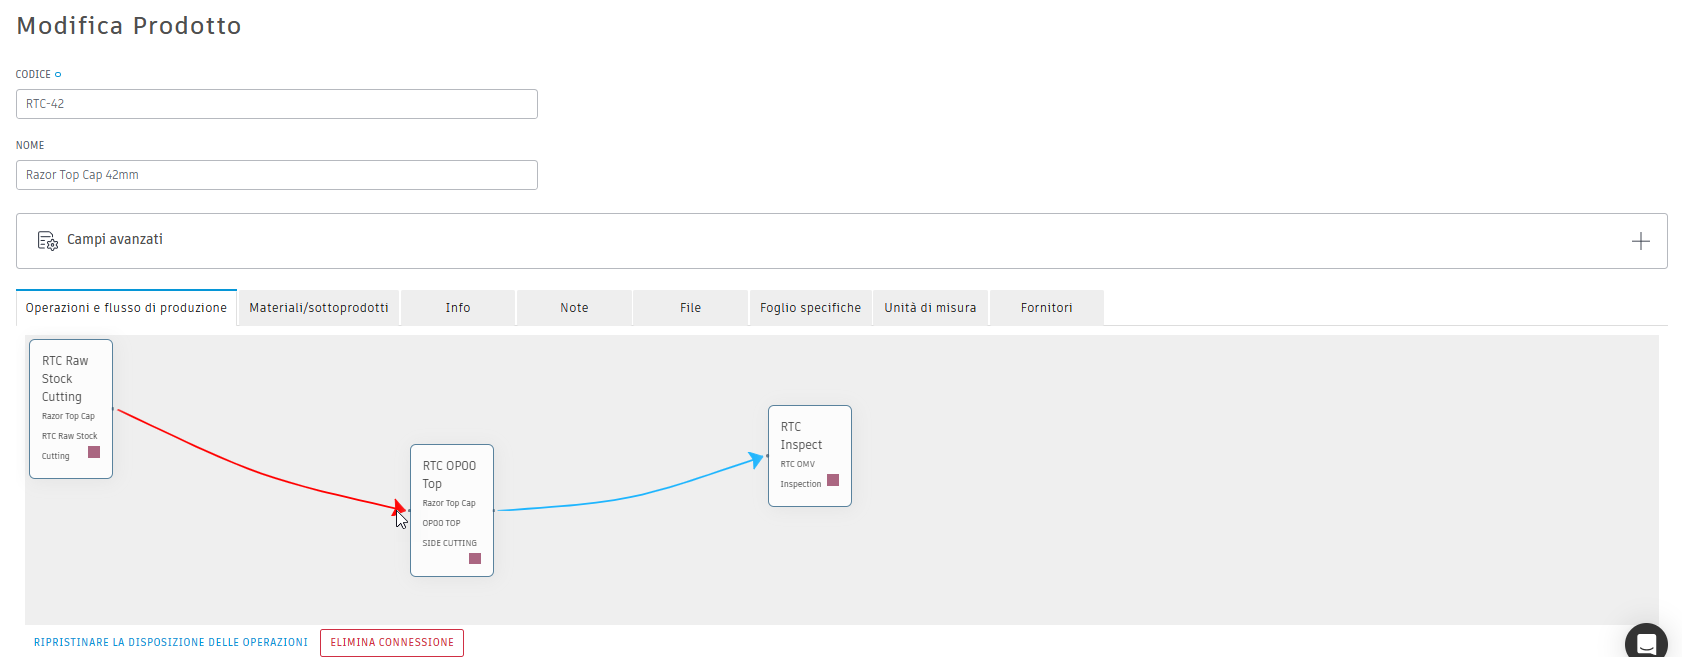 Modifica Prodotto
CODICE
RTC-42
NOME
Razor Top Cap 42mm
Campi avanzati
Operazioni e flusso di produzione
Materiali/sottoprodotti
Info
Note
File
Foglio specifiche
Unità di misura
Fornitori
RTC Raw
Stock
Cutting
Razor Top Cap
RTC Raw Stock
Cutting
RTC OP00
Top
Razor Top Cap
OP00 TOP
SIDE CUTTING
RTC
Inspect
RTC OMV
Inspection
RIPRISTINARE LA DISPOSIZIONE DELLE OPERAZIONI
ELIMINA CONNESSIONE